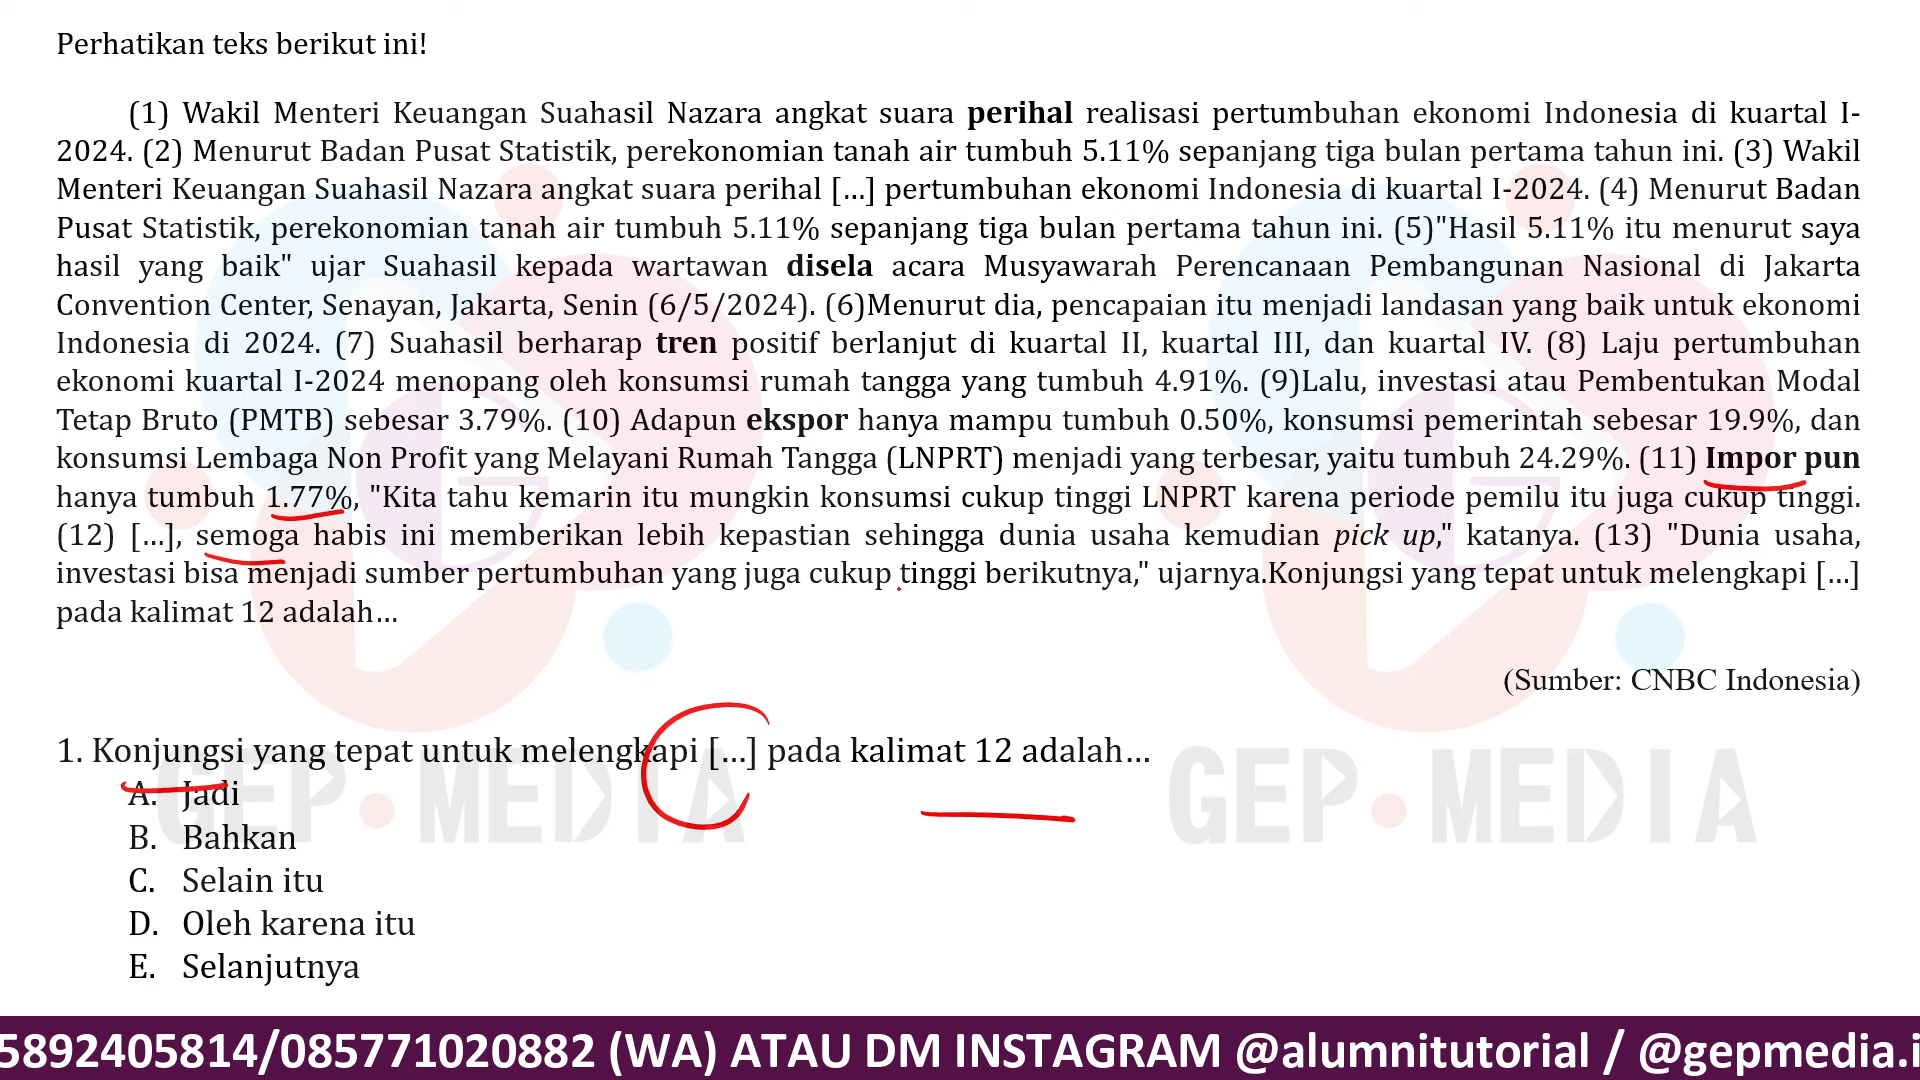 Perhatikan teks berikut ini!
(1) Wakil Menteri Keuangan Suahasil Nazara angkat suara perihal realisasi pertumbuhan ekonomi Indonesia di kuartal I-
2024. (2) Menurut Badan Pusat Statistik, perekonomian tanah air tumbuh 5.11% sepanjang tiga bulan pertama tahun ini. (3) Wakil
Menteri Keuangan Suahasil Nazara angkat suara perihal [...] pertumbuhan ekonomi Indonesia di kuartal I-2024. (4) Menurut Badan
Pusat Statistik, perekonomian tanah air tumbuh 5.11% sepanjang tiga bulan pertama tahun ini. (5)"Hasil 5.11% itu menurut saya
hasil yang baik" ujar Suahasil kepada wartawan disela acara Musyawarah Perencanaan Pembangunan Nasional di Jakarta
Convention Center, Senayan, Jakarta, Senin (6/5/2024). (6)Menurut dia, pencapaian itu menjadi landasan yang baik untuk ekonomi
Indonesia di 2024. (7) Suahasil berharap tren positif berlanjut di kuartal II, kuartal III, dan kuartal IV. (8) Laju pertumbuhan
ekonomi kuartal I-2024 menopang oleh konsumsi rumah tangga yang tumbuh 4.91%. (9)Lalu, investasi atau Pembentukan Modal
Tetap Bruto (PMTB) sebesar 3.79%. (10) Adapun ekspor hanya mampu tumbuh 0.50%, konsumsi pemerintah sebesar 19.9%, dan
konsumsi Lembaga Non Profit yang Melayani Rumah Tangga (LNPRT) menjadi yang terbesar, yaitu tumbuh 24.29%. (11) Impor pun
hanya tumbuh 1.77%, "Kita tahu kemarin itu mungkin konsumsi cukup tinggi LNPRT karena periode pemilu itu juga cukup tinggi.
(12) [...], semoga habis ini memberikan lebih kepastian sehingga dunia usaha kemudian pick up," katanya. (13) "Dunia usaha,
investasi bisa menjadi sumber pertumbuhan yang juga cukup tinggi berikutnya," ujarnya.Konjungsi yang tepat untuk melengkapi [...]
pada kalimat 12 adalah...
(Sumber: CNBC Indonesia)
1. Konjungsi yang tepat untuk melengkapi [...] pada kalimat 12 adalah...
A. Jadi
B. Bahkan
C. Selain itu
D. Oleh karena itu
E. Selanjutnya
GEP MEDIA GEP MEDIA
5892405814/085771020882 (WA) ATAU DM INSTAGRAM @alumnitutorial / @gepmedia.i